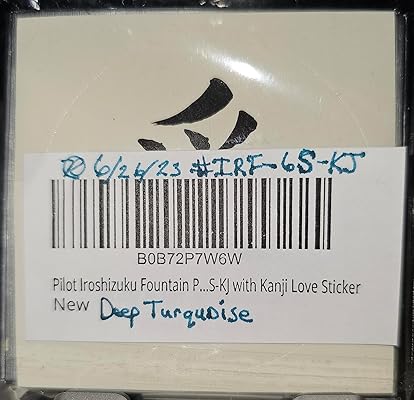 6/26/23 #IRF-6S-KJ
B0B72P7W6W
Pilot Iroshizuku Fountain P...S-KJ with Kanji Love Sticker
New Deep Turquoise